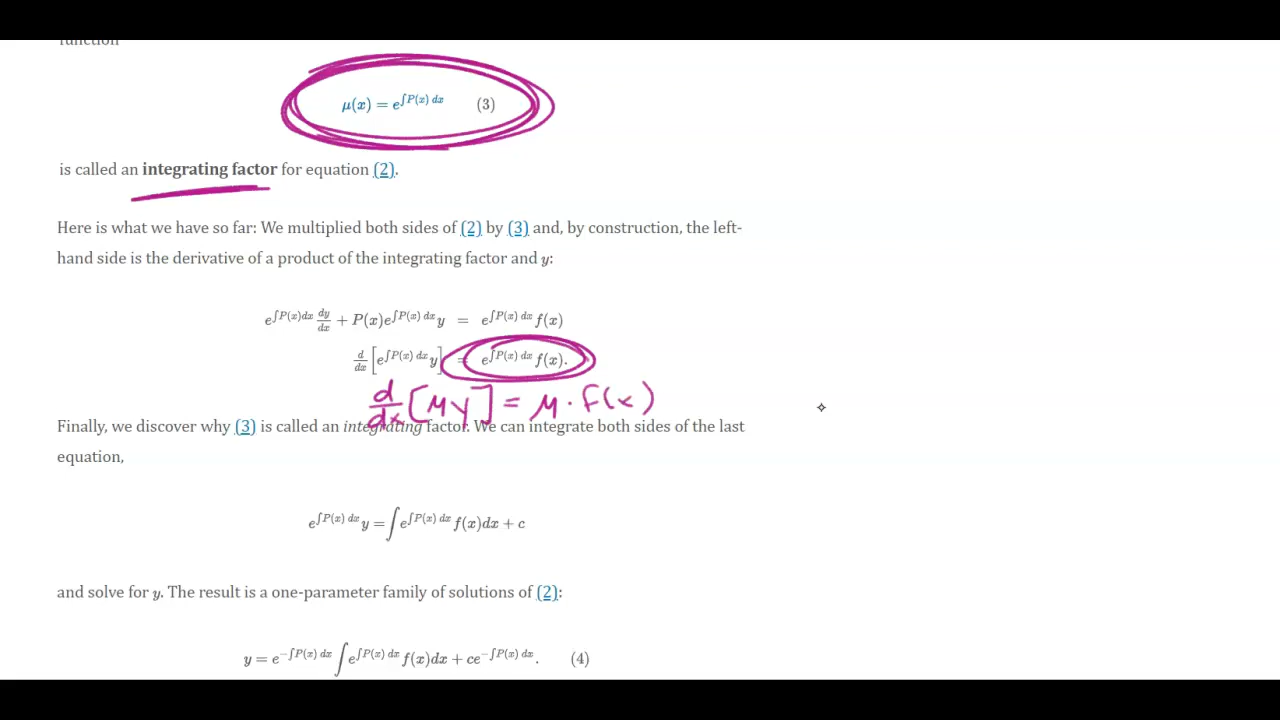 function
μ(x) = e^{∫P(x) dx} (3)
is called an integrating factor for equation (2).
Here is what we have so far: We multiplied both sides of (2) by (3) and, by construction, the left-
hand side is the derivative of a product of the integrating factor and y:
e^{∫P(x)dx} dy/dx + P(x)e^{∫P(x) dx}y = e^{∫P(x) dx}f(x)
d/dx [e^{∫P(x) dx}y] = e^{∫P(x) dx}f(x).
d/dx [μy] = μ · f(x)
Finally, we discover why (3) is called an integrating factor. We can integrate both sides of the last
equation,
e^{∫P(x) dx}y = ∫e^{∫P(x) dx}f(x)dx + c
and solve for y. The result is a one-parameter family of solutions of (2):
y = e^{−∫P(x) dx} ∫e^{∫P(x) dx}f(x)dx + ce^{−∫P(x) dx}. (4)